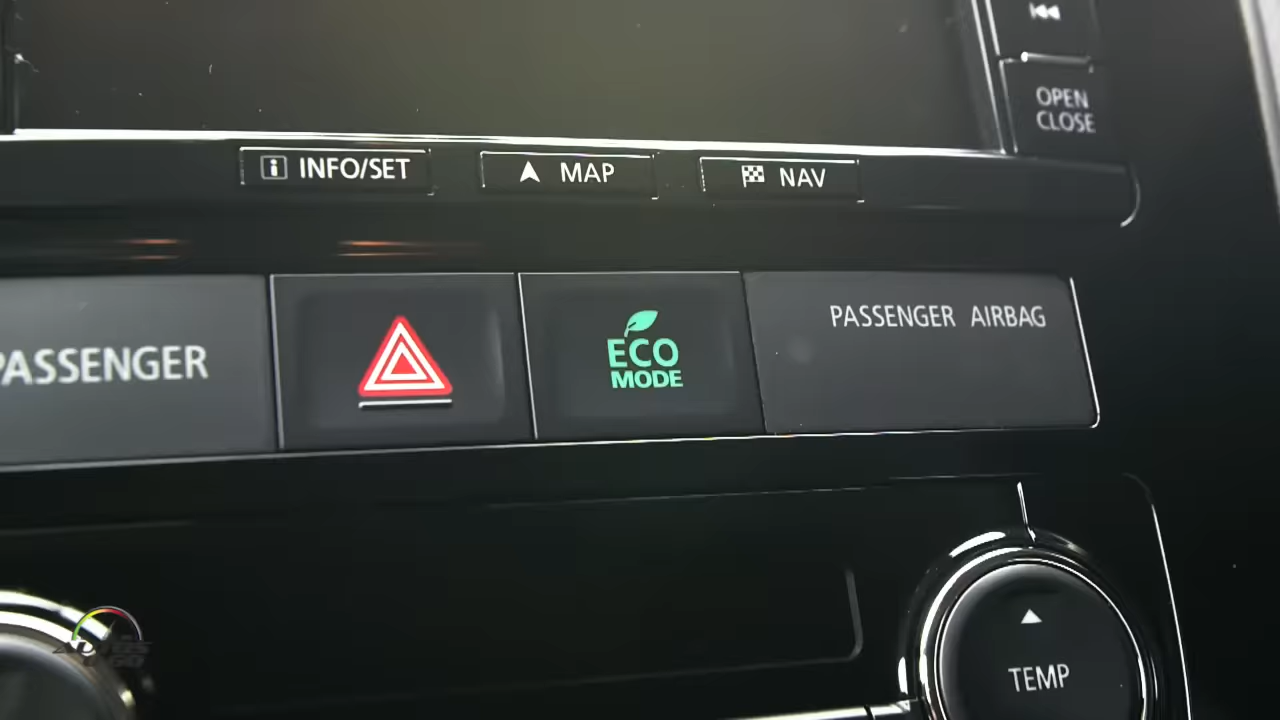 OPEN
CLOSE
INFO/SET
MAP
NAV
PASSENGER
ECO
MODE
PASSENGER AIRBAG
TEMP